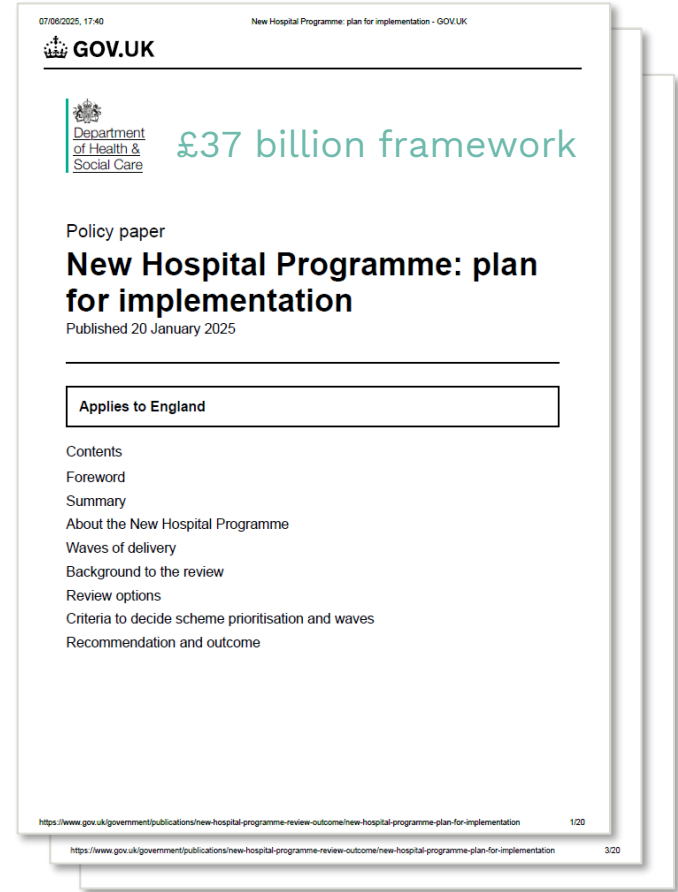 07/06/2025, 17:40 New Hospital Programme: plan for implementation - GOV.UK
GOV.UK
Department
of Health &
Social Care
£37 billion framework
Policy paper
New Hospital Programme: plan
for implementation
Published 20 January 2025
Applies to England
Contents
Foreword
Summary
About the New Hospital Programme
Waves of delivery
Background to the review
Review options
Criteria to decide scheme prioritisation and waves
Recommendation and outcome
https://www.gov.uk/government/publications/new-hospital-programme-review-outcome/new-hospital-programme-plan-for-implementation 1/20
https://www.gov.uk/government/publications/new-hospital-programme-review-outcome/new-hospital-programme-plan-for-implementation 3/20